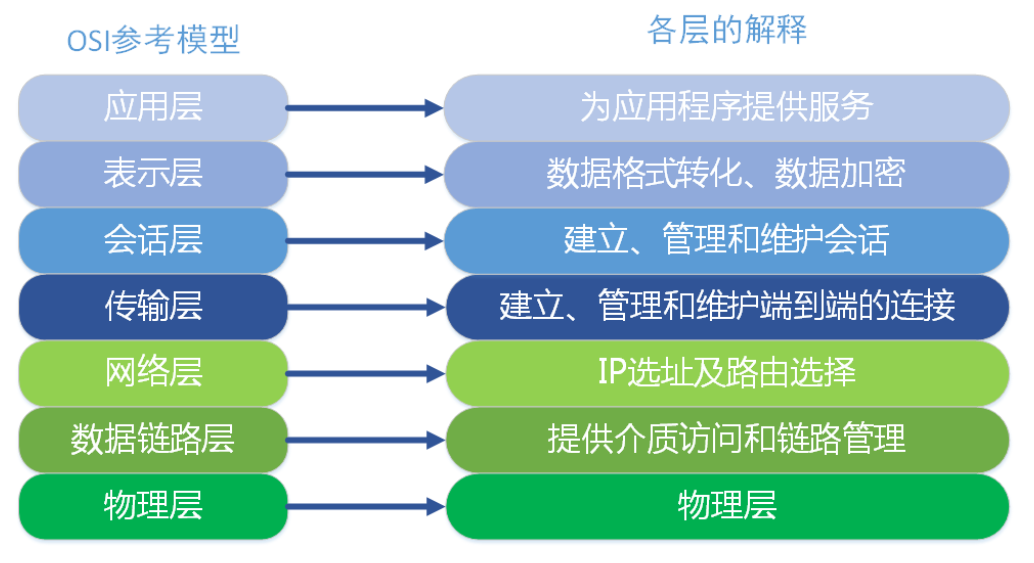 OSI参考模型
各层的解释
应用层
为应用程序提供服务
表示层
数据格式转化、数据加密
会话层
建立、管理和维护会话
传输层
建立、管理和维护端到端的连接
网络层
IP选址及路由选择
数据链路层
提供介质访问和链路管理
物理层
物理层